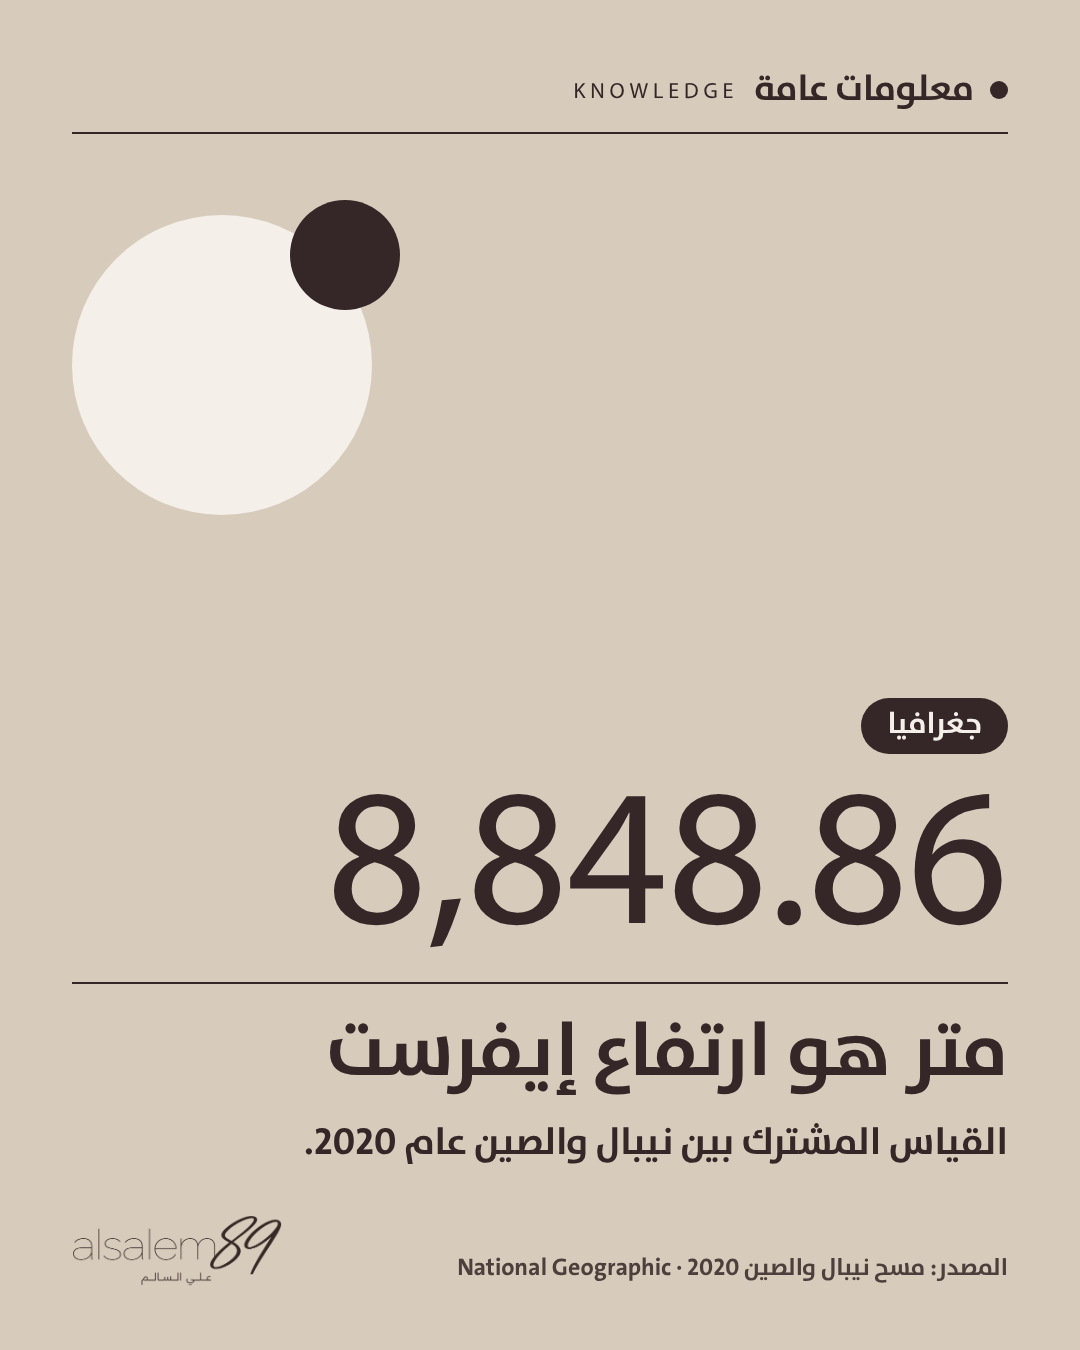 معلومات عامة KNOWLEDGE
جغرافيا
8,848.86
متر هو ارتفاع إيفرست
القياس المشترك بين نيبال والصين عام 2020.
المصدر: مسح نيبال والصين 2020 · National Geographic
alsalem89
علي السالم